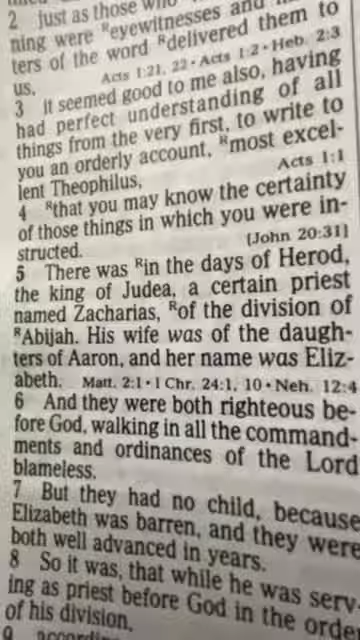 2 just as those who
ning were ᴿeyewitnesses and
ters of the word ᴿdelivered them to
us, Acts 1:21, 22 • Acts 1:2 • Heb. 2:3
3 it seemed good to me also, having
had perfect understanding of all
things from the very first, to write to
you an orderly account, ᴿmost excel-
lent Theophilus, Acts 1:1
4 ᴿthat you may know the certainty
of those things in which you were in-
structed. [John 20:31]
5 There was ᴿin the days of Herod,
the king of Judea, a certain priest
named Zacharias, ᴿof the division of
ᴿAbijah. His wife was of the daugh-
ters of Aaron, and her name was Eliz-
abeth. Matt. 2:1 • 1 Chr. 24:1, 10 • Neh. 12:4
6 And they were both righteous be-
fore God, walking in all the command-
ments and ordinances of the Lord
blameless.
7 But they had no child, because
Elizabeth was barren, and they were
both well advanced in years.
8 So it was, that while he was serv-
ing as priest before God in the order
of his division,
9